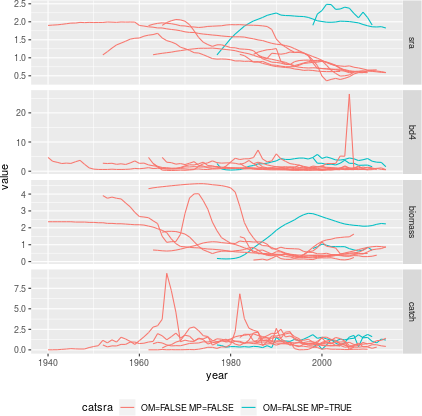 2.5
2.0
1.5
1.0
0.5
sra
20
10
0
bd4
value
4
3
2
1
0
biomass
7.5
5.0
2.5
0.0
catch
1940
1960
1980
2000
year
catsra
OM=FALSE MP=FALSE
OM=FALSE MP=TRUE